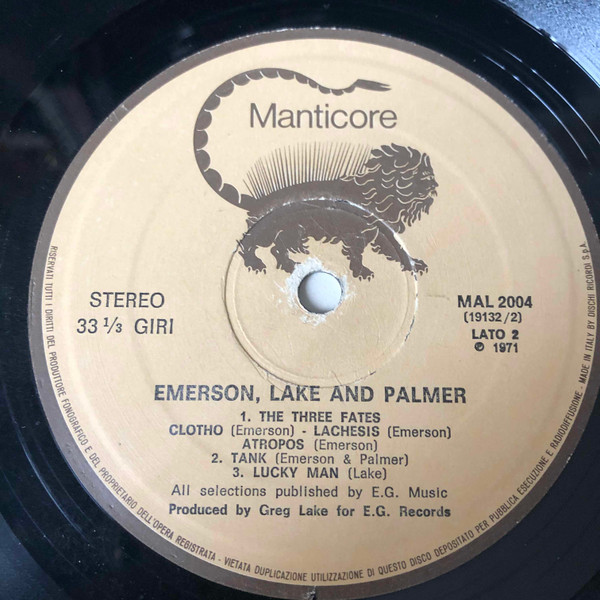 Manticore
STEREO
33 1/3 GIRI
MAL 2004
(19132/2)
LATO 2
℗ 1971
EMERSON, LAKE AND PALMER
1. THE THREE FATES
CLOTHO (Emerson) - LACHESIS (Emerson)
ATROPOS (Emerson)
2. TANK (Emerson & Palmer)
3. LUCKY MAN (Lake)
All selections published by E.G. Music
Produced by Greg Lake for E.G. Records
RISERVATI TUTTI I DIRITTI DEL PRODUTTORE FONOGRAFICO E DEL PROPRIETARIO DELL'OPERA REGISTRATA - VIETATA DUPLICAZIONE UTILIZZAZIONE DI QUESTO DISCO DEPOSITATO PER PUBBLICA ESECUZIONE E RADIODIFFUSIONE - MADE IN ITALY BY DISCHI RICORDI S.P.A.